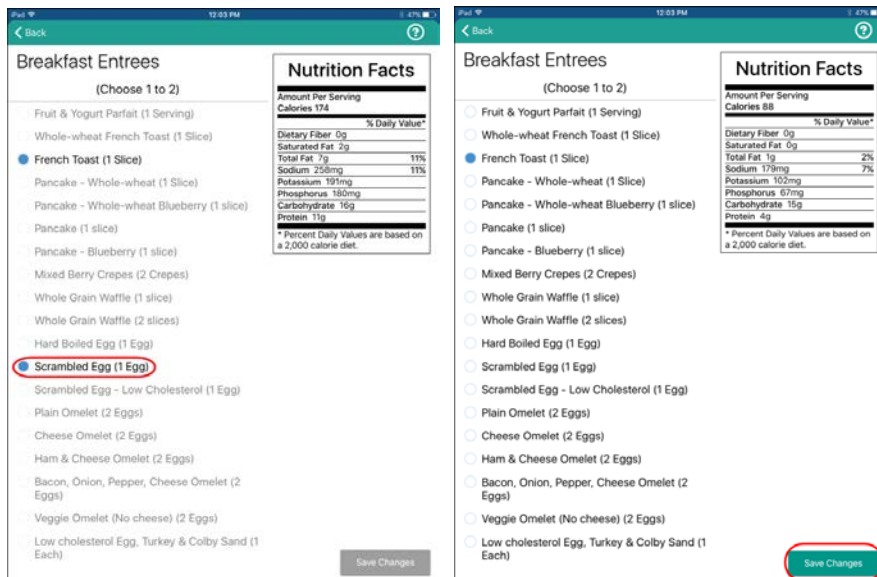 iPad 12:03 PM 47%
Back ?
Breakfast Entrees
(Choose 1 to 2)
Fruit & Yogurt Parfait (1 Serving)
Whole-wheat French Toast (1 Slice)
French Toast (1 Slice)
Pancake - Whole-wheat (1 Slice)
Pancake - Whole-wheat Blueberry (1 slice)
Pancake (1 slice)
Pancake - Blueberry (1 slice)
Mixed Berry Crepes (2 Crepes)
Whole Grain Waffle (1 slice)
Whole Grain Waffle (2 slices)
Hard Boiled Egg (1 Egg)
Scrambled Egg (1 Egg)
Scrambled Egg - Low Cholesterol (1 Egg)
Plain Omelet (2 Eggs)
Cheese Omelet (2 Eggs)
Ham & Cheese Omelet (2 Eggs)
Bacon, Onion, Pepper, Cheese Omelet (2
Eggs)
Veggie Omelet (No cheese) (2 Eggs)
Low cholesterol Egg, Turkey & Colby Sand (1
Each)
Nutrition Facts
Amount Per Serving
Calories 174
% Daily Value*
Dietary Fiber 0g
Saturated Fat 2g
Total Fat 7g 11%
Sodium 258mg 11%
Potassium 191mg
Phosphorus 180mg
Carbohydrate 16g
Protein 11g
* Percent Daily Values are based on
a 2,000 calorie diet.
Save Changes
iPad 12:03 PM 47%
Back ?
Breakfast Entrees
(Choose 1 to 2)
Fruit & Yogurt Parfait (1 Serving)
Whole-wheat French Toast (1 Slice)
French Toast (1 Slice)
Pancake - Whole-wheat (1 Slice)
Pancake - Whole-wheat Blueberry (1 slice)
Pancake (1 slice)
Pancake - Blueberry (1 slice)
Mixed Berry Crepes (2 Crepes)
Whole Grain Waffle (1 slice)
Whole Grain Waffle (2 slices)
Hard Boiled Egg (1 Egg)
Scrambled Egg (1 Egg)
Scrambled Egg - Low Cholesterol (1 Egg)
Plain Omelet (2 Eggs)
Cheese Omelet (2 Eggs)
Ham & Cheese Omelet (2 Eggs)
Bacon, Onion, Pepper, Cheese Omelet (2
Eggs)
Veggie Omelet (No cheese) (2 Eggs)
Low cholesterol Egg, Turkey & Colby Sand (1
Each)
Nutrition Facts
Amount Per Serving
Calories 88
% Daily Value*
Dietary Fiber 0g
Saturated Fat 0g
Total Fat 1g 2%
Sodium 179mg 7%
Potassium 102mg
Phosphorus 67mg
Carbohydrate 15g
Protein 4g
* Percent Daily Values are based on
a 2,000 calorie diet.
Save Changes